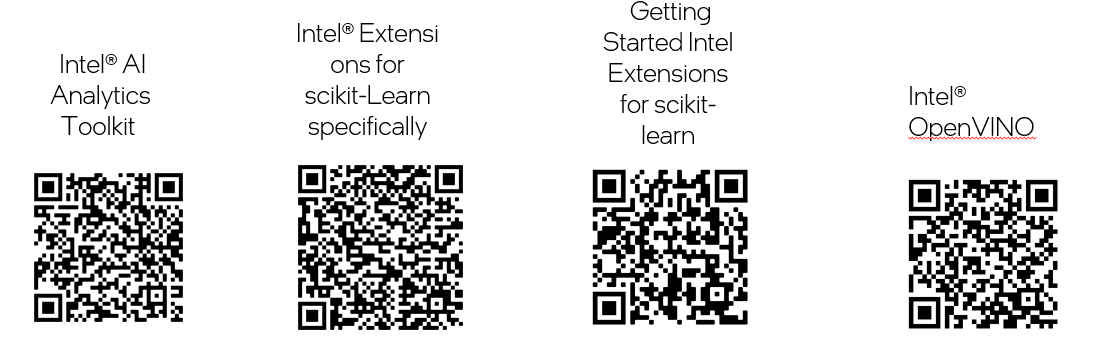 Intel® AI
Analytics
Toolkit
Intel® Extensi
ons for
scikit-Learn
specifically
Getting
Started Intel
Extensions
for scikit-
learn
Intel®
OpenVINO